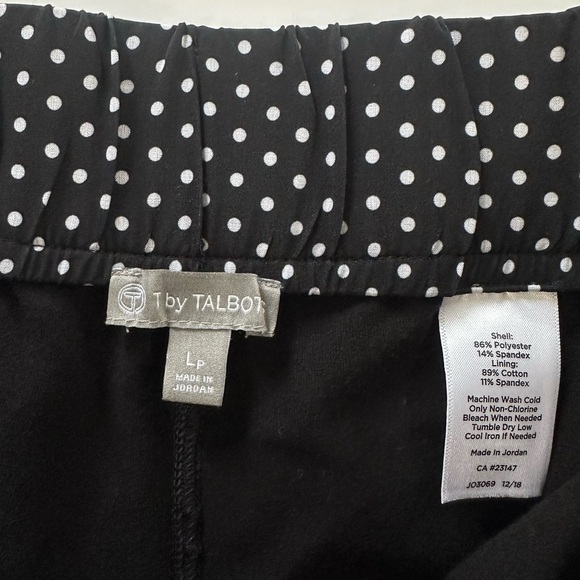 T by TALBOTS
LP
MADE IN
JORDAN
Shell:
86% Polyester
14% Spandex
Lining:
89% Cotton
11% Spandex
Machine Wash Cold
Only Non-Chlorine
Bleach When Needed
Tumble Dry Low
Cool Iron If Needed
Made In Jordan
CA #23147
JO3069 12/18